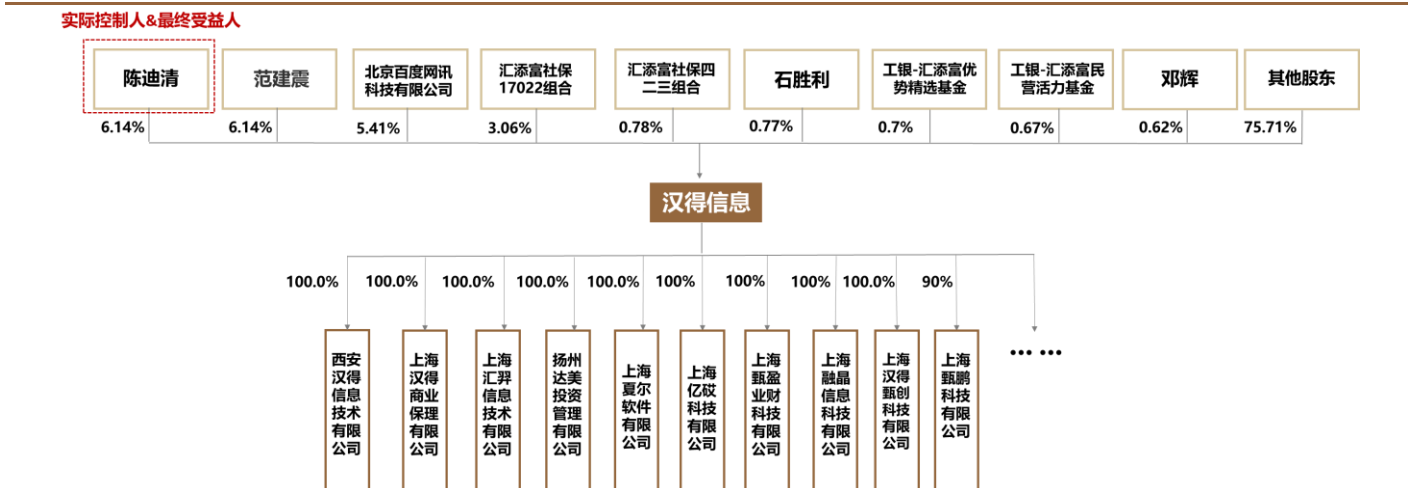 实际控制人&最终受益人
陈迪清
范建震
北京百度网讯
科技有限公司
汇添富社保
17022组合
汇添富社保四
二三组合
石胜利
工银-汇添富优
势精选基金
工银-汇添富民
营活力基金
邓辉
其他股东
6.14%
6.14%
5.41%
3.06%
0.78%
0.77%
0.7%
0.67%
0.62%
75.71%
汉得信息
100.0%
100.0%
100.0%
100.0%
100.0%
100%
100%
100%
100.0%
90%
西安
汉得
信息
技术
有限
公司
上海
汉得
商业
保理
有限
公司
上海
汇羿
信息
技术
有限
公司
扬州
达美
投资
管理
有限
公司
上海
夏尔
软件
有限
公司
上海
亿砹
科技
有限
公司
上海
甄盈
业财
科技
有限
公司
上海
融晶
信息
科技
有限
公司
上海
汉得
甄创
科技
有限
公司
上海
甄鹏
科技
有限
公司
... ...